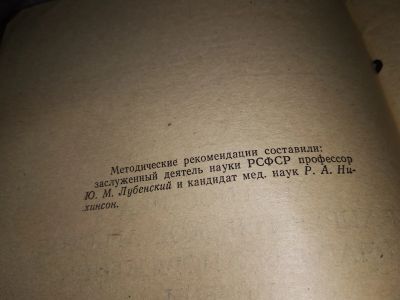 Методические рекомендации составили:
заслуженный деятель науки РСФСР профессор
Ю. М. Лубенский и кандидат мед. наук Р. А. Ни-
хинсон.